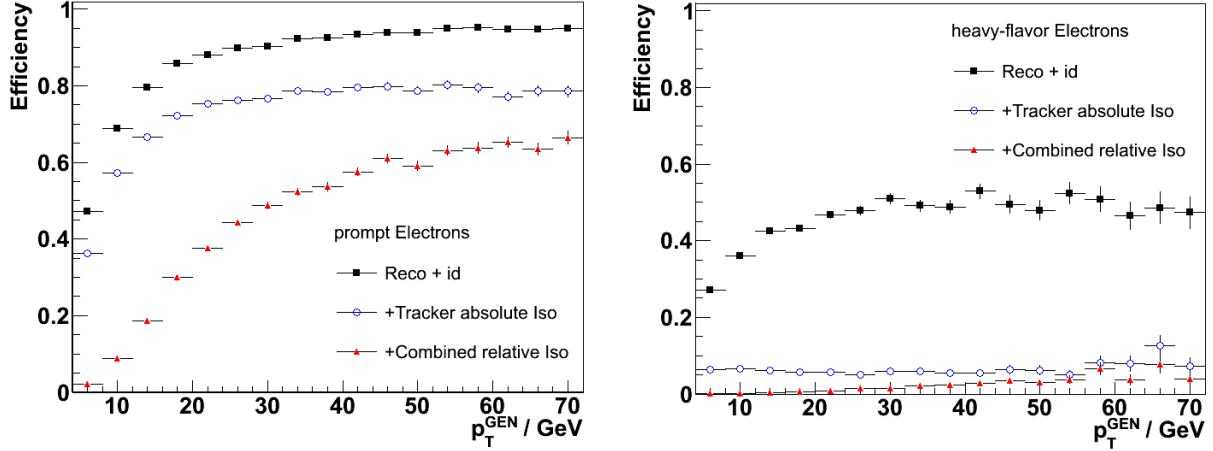 Efficiency
1
0.8
0.6
0.4
0.2
0
prompt Electrons
Reco + id
+Tracker absolute Iso
+Combined relative Iso
10 20 30 40 50 60 70
p_T^GEN / GeV
Efficiency
1
0.8
0.6
0.4
0.2
0
heavy-flavor Electrons
Reco + id
+Tracker absolute Iso
+Combined relative Iso
10 20 30 40 50 60 70
p_T^GEN / GeV